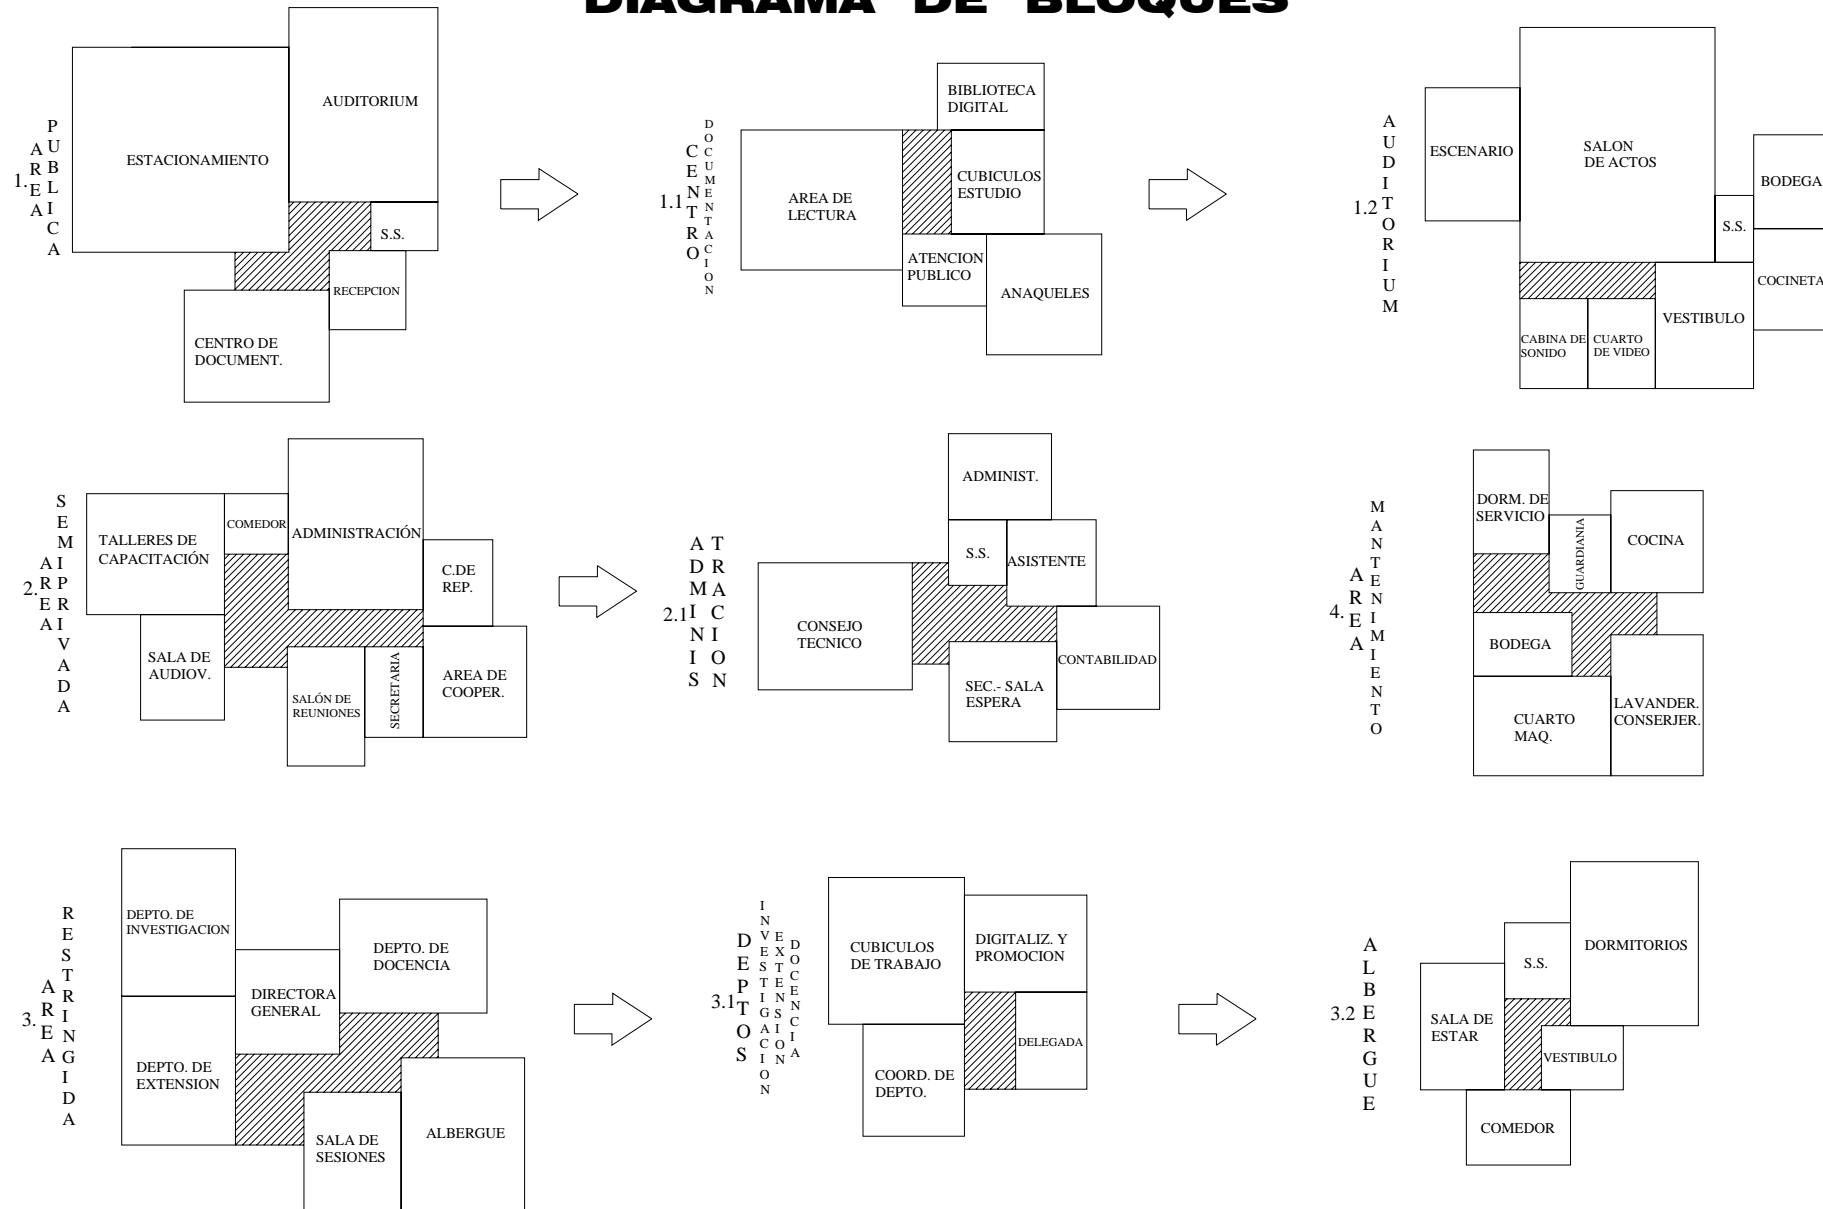 DIAGRAMA DE BLOQUES
1. AREA PUBLICA
ESTACIONAMIENTO
AUDITORIUM
S.S.
RECEPCION
CENTRO DE
DOCUMENT.
1.1 CENTRO DOCUMENTACION
BIBLIOTECA
DIGITAL
AREA DE
LECTURA
CUBICULOS
ESTUDIO
ATENCION
PUBLICO
ANAQUELES
1.2 AUDITORIUM
ESCENARIO
SALON
DE ACTOS
BODEGA
S.S.
COCINETA
VESTIBULO
CABINA DE
SONIDO
CUARTO
DE VIDEO
2. AREA SEMIPRIVADA
TALLERES DE
CAPACITACIÓN
COMEDOR
ADMINISTRACIÓN
C.DE
REP.
SALA DE
AUDIOV.
SALÓN DE
REUNIONES
SECRETARIA
AREA DE
COOPER.
2.1 ADMINIS
TRACION
ADMINIST.
S.S.
ASISTENTE
CONSEJO
TECNICO
CONTABILIDAD
SEC.- SALA
ESPERA
4. AREA MANTENIMIENTO
DORM. DE
SERVICIO
GUARDIANIA
COCINA
BODEGA
CUARTO
MAQ.
LAVANDER.
CONSERJER.
3. AREA RESTRINGIDA
DEPTO. DE
INVESTIGACION
DIRECTORA
GENERAL
DEPTO. DE
DOCENCIA
DEPTO. DE
EXTENSION
SALA DE
SESIONES
ALBERGUE
3.1 DEPTOS
INVESTIGACION
EXTENSION
DOCENCIA
CUBICULOS
DE TRABAJO
DIGITALIZ. Y
PROMOCION
DELEGADA
COORD. DE
DEPTO.
3.2 ALBERGUE
DORMITORIOS
S.S.
SALA DE
ESTAR
VESTIBULO
COMEDOR